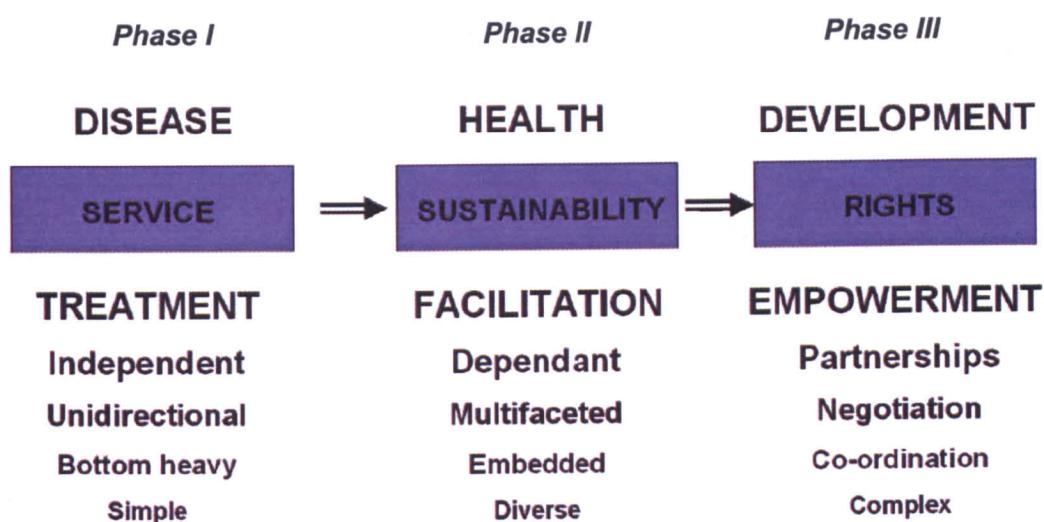 Phase I Phase II Phase III
DISEASE HEALTH DEVELOPMENT
SERVICE SUSTAINABILITY RIGHTS
TREATMENT FACILITATION EMPOWERMENT
Independent Dependant Partnerships
Unidirectional Multifaceted Negotiation
Bottom heavy Embedded Co-ordination
Simple Diverse Complex